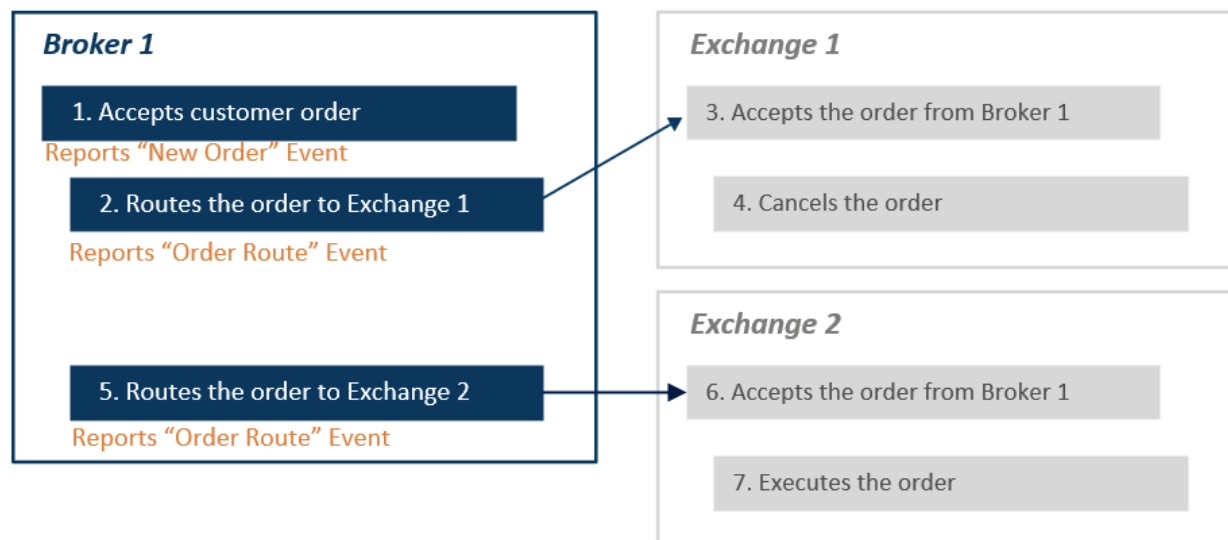 Broker 1
1. Accepts customer order
Reports “New Order” Event
2. Routes the order to Exchange 1
Reports “Order Route” Event
5. Routes the order to Exchange 2
Reports “Order Route” Event
Exchange 1
3. Accepts the order from Broker 1
4. Cancels the order
Exchange 2
6. Accepts the order from Broker 1
7. Executes the order